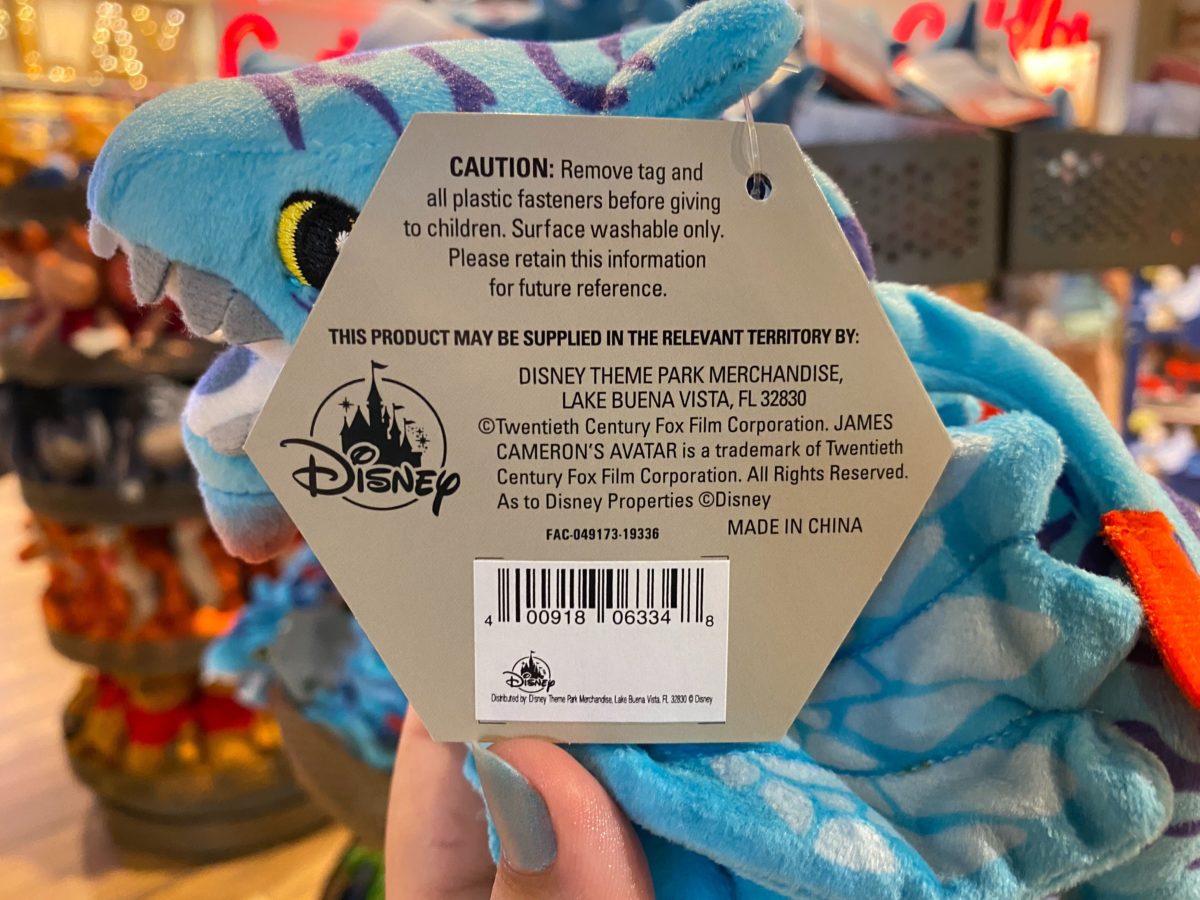 CAUTION: Remove tag and
all plastic fasteners before giving
to children. Surface washable only.
Please retain this information
for future reference.
THIS PRODUCT MAY BE SUPPLIED IN THE RELEVANT TERRITORY BY:
DISNEY THEME PARK MERCHANDISE,
LAKE BUENA VISTA, FL 32830
©Twentieth Century Fox Film Corporation. JAMES
CAMERON'S AVATAR is a trademark of Twentieth
Century Fox Film Corporation. All Rights Reserved.
As to Disney Properties ©Disney
DISNEY
FAC-049173-19336
MADE IN CHINA
4 00918 06334 8
DISNEY
Distributed by: Disney Theme Park Merchandise, Lake Buena Vista, FL 32830 © Disney